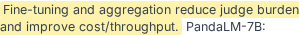 Fine-tuning and aggregation reduce judge burden
and improve cost/throughput. PandaLM-7B: